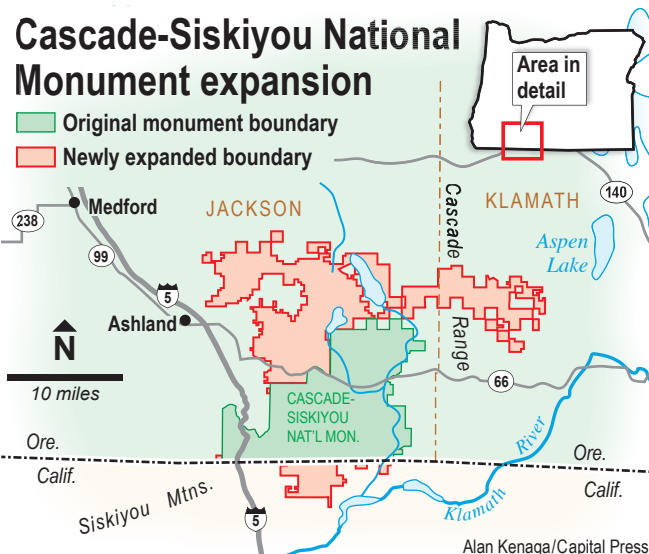 Cascade-Siskiyou National
Monument expansion
Area in
detail
Original monument boundary
Newly expanded boundary
140
238
Medford
JACKSON
Cascade
KLAMATH
99
Aspen
Lake
5
Ashland
N
Range
10 miles
66
CASCADE-
SISKIYOU
NAT'L MON.
River
Ore.
Ore.
Calif.
Calif.
Siskiyou Mtns.
Klamath
5
Alan Kenaga/Capital Press